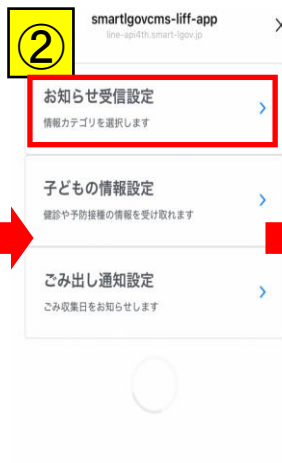 ②
smartlgovcms-liff-app
line-api4th.smart-lgov.jp
お知らせ受信設定
情報カテゴリを選択します
子どもの情報設定
健診や予防接種の情報を受け取れます
ごみ出し通知設定
ごみ収集日をお知らせします